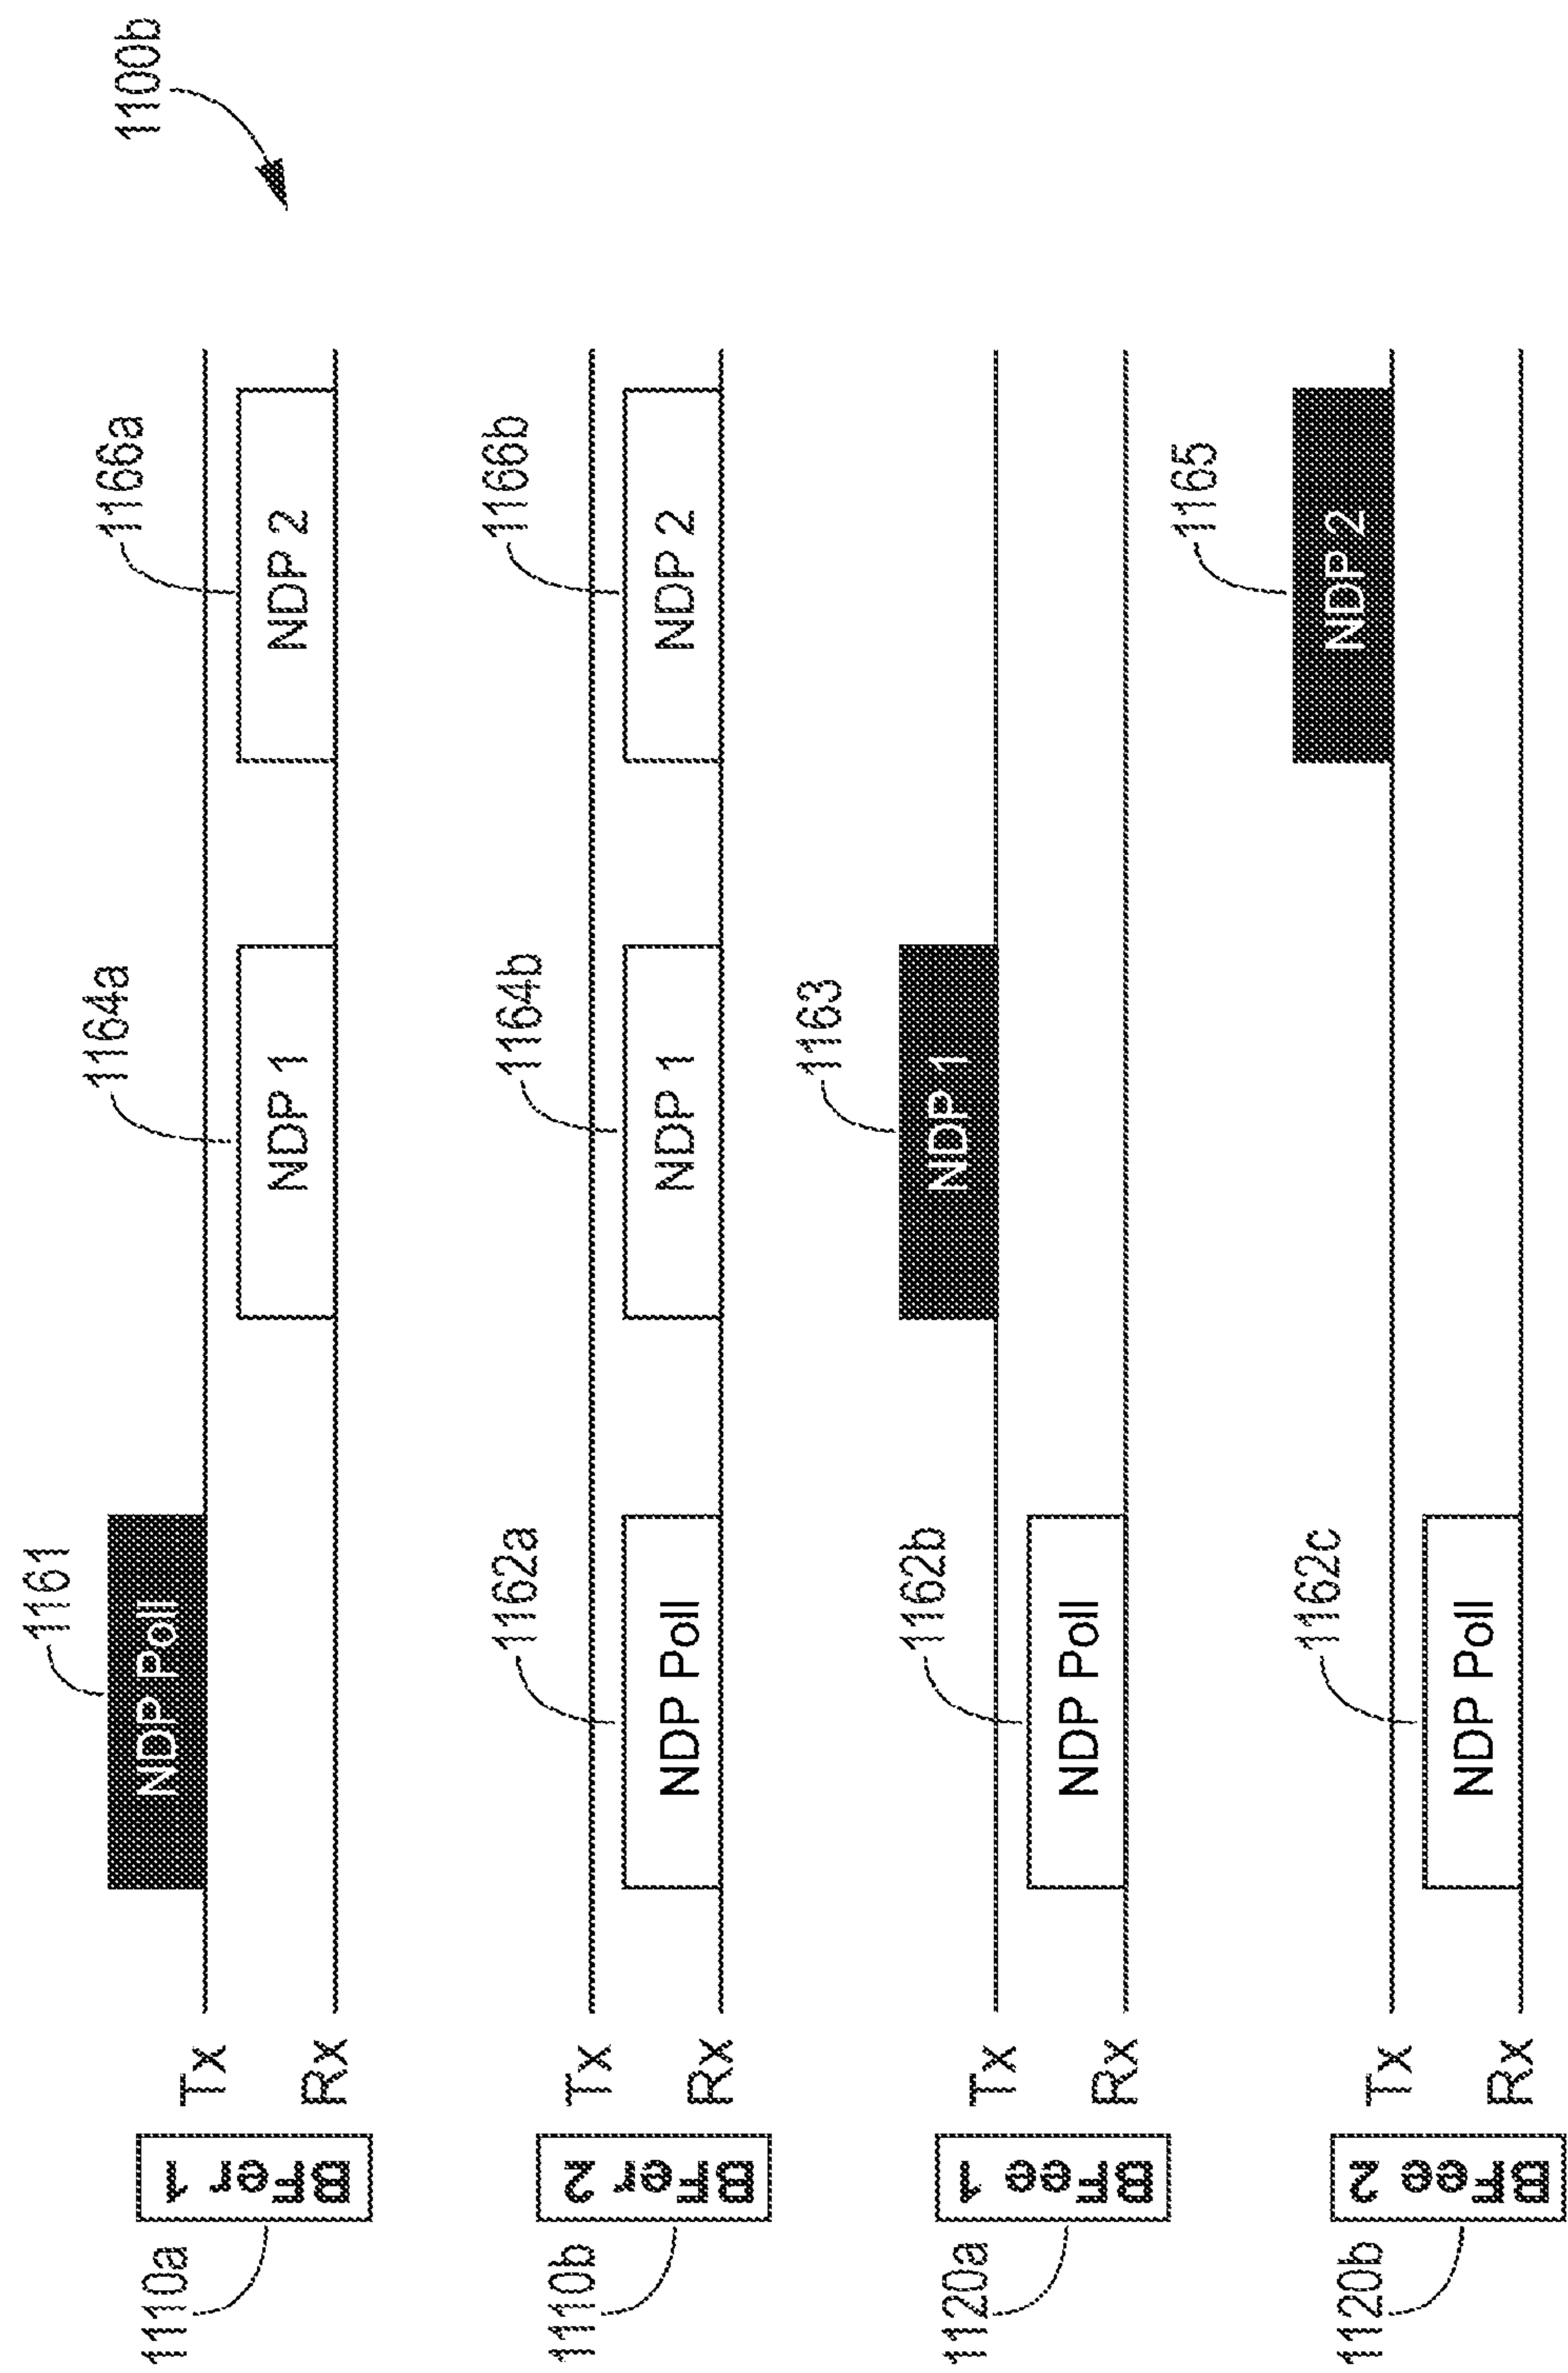 1100b
1110a
BFer 1
Tx
Rx
1161
NDP Poll
1164a
NDP 1
1166a
NDP 2
1110b
BFer 2
Tx
Rx
1162a
NDP Poll
1164b
NDP 1
1166b
NDP 2
1120a
BFee 1
Tx
Rx
1162b
NDP Poll
1163
NDP 1
1120b
BFee 2
Tx
Rx
1162c
NDP Poll
1165
NDP 2